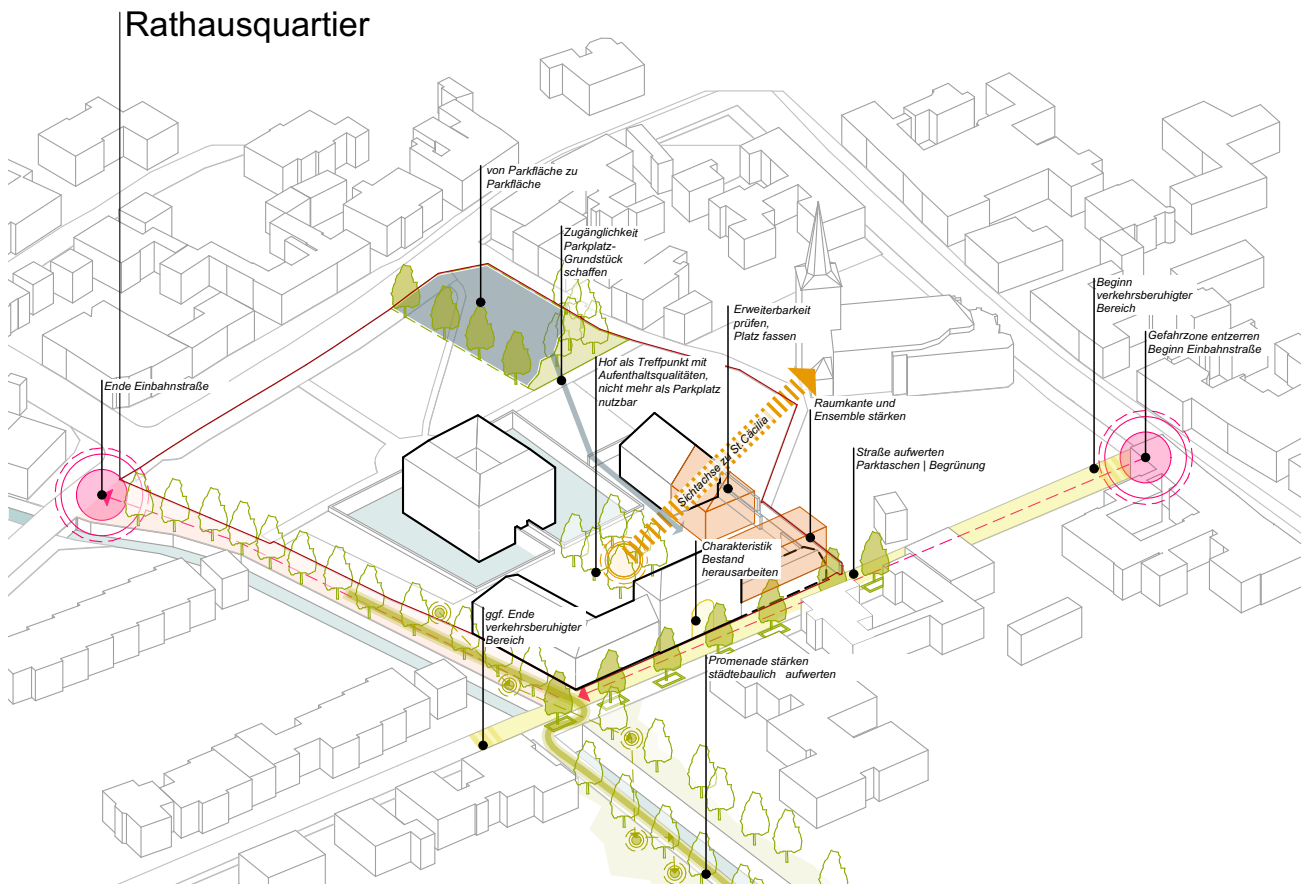 Rathausquartier
von Parkfläche zu
Parkfläche
Zugänglichkeit
Parkplatz-
Grundstück
schaffen
Erweiterbarkeit
prüfen,
Platz fassen
Beginn
verkehrsberuhigter
Bereich
Gefahrzone entzerren
Beginn Einbahnstraße
Hof als Treffpunkt mit
Aufenthaltsqualitäten,
nicht mehr als Parkplatz
nutzbar
Ende Einbahnstraße
Raumkante und
Ensemble stärken
Sichtachse zu St.Cäcilia
Straße aufwerten
Parktaschen | Begrünung
Charakteristik
Bestand
herausarbeiten
ggf. Ende
verkehrsberuhigter
Bereich
Promenade stärken
städtebaulich aufwerten